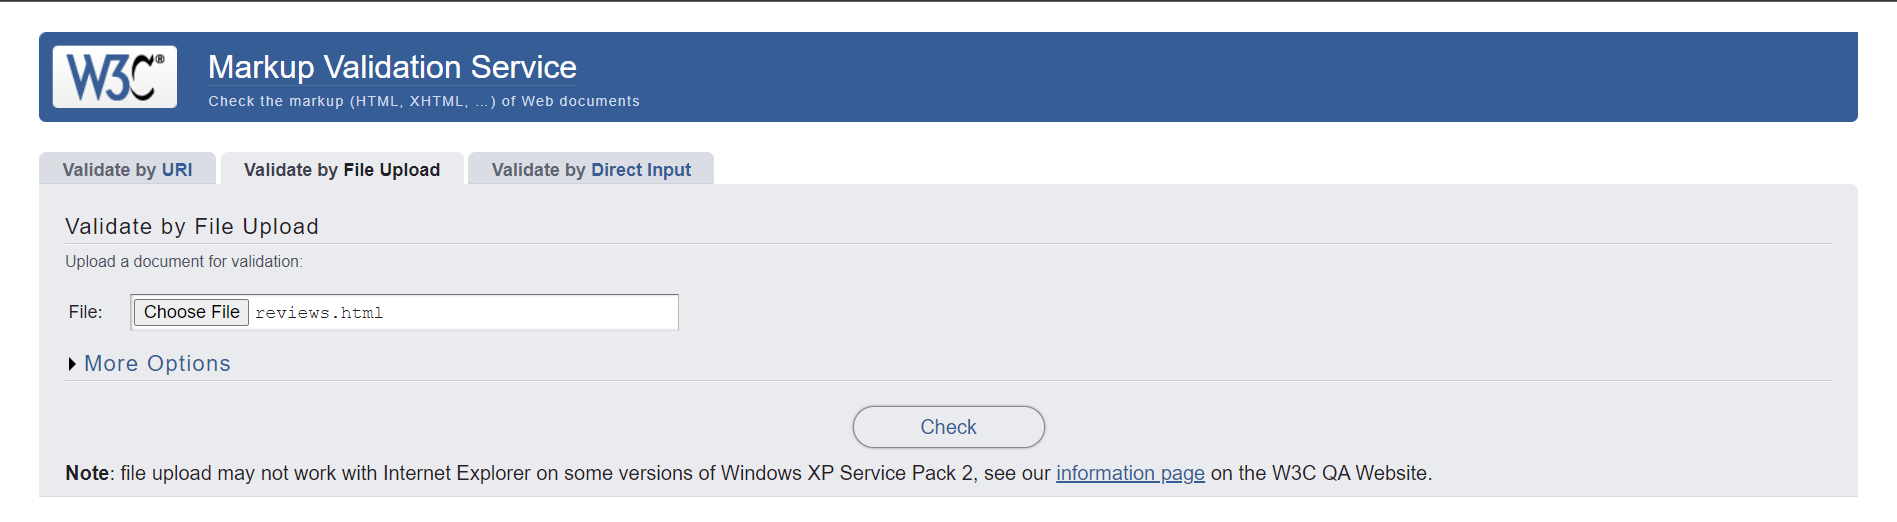 W3C®
Markup Validation Service
Check the markup (HTML, XHTML, …) of Web documents
Validate by URI
Validate by File Upload
Validate by Direct Input
Validate by File Upload
Upload a document for validation:
File: Choose File reviews.html
More Options
Check
Note: file upload may not work with Internet Explorer on some versions of Windows XP Service Pack 2, see our information page on the W3C QA Website.